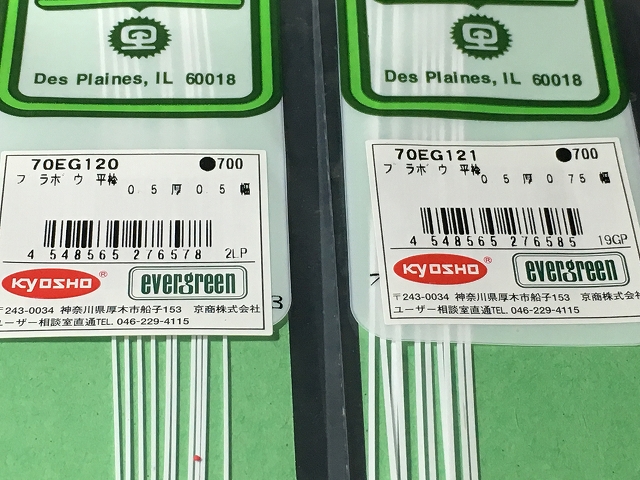 Des Plaines, IL 60018
70EG120 ●700
プラボウ 平棒
0.5厚0.5幅
4 548565 276578 2LP
KYOSHO® evergreen
〒243-0034 神奈川県厚木市船子153 京商株式会社
ユーザー相談室直通TEL. 046-229-4115
Des Plaines, IL 60018
70EG121 ●700
プラボウ 平棒
0.5厚0.75幅
4 548565 276585 19GP
KYOSHO® evergreen
〒243-0034 神奈川県厚木市船子153 京商株式会社
ユーザー相談室直通TEL. 046-229-4115